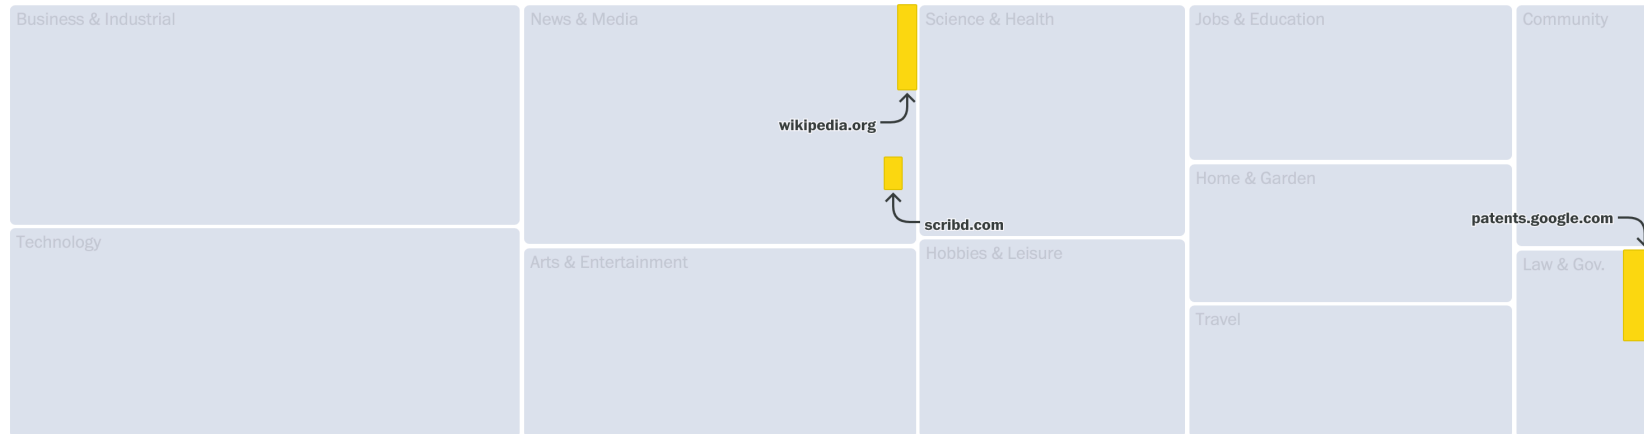 Business & Industrial
News & Media
Science & Health
Jobs & Education
Community
wikipedia.org
Home & Garden
scribd.com
patents.google.com
Technology
Arts & Entertainment
Hobbies & Leisure
Law & Gov.
Travel